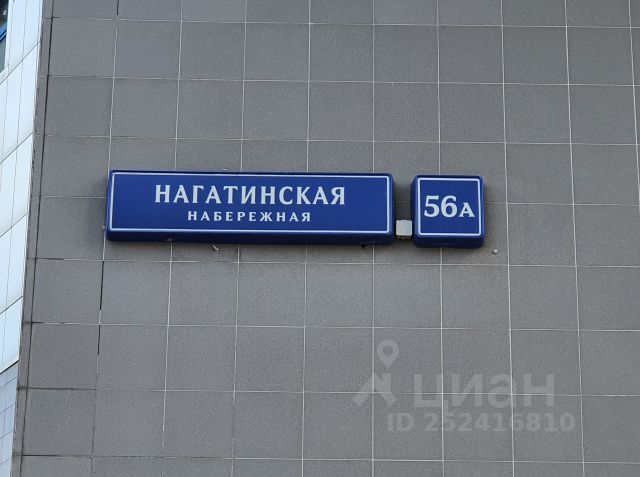 НАГАТИНСКАЯ
НАБЕРЕЖНАЯ
56А
циан
ID 252416810